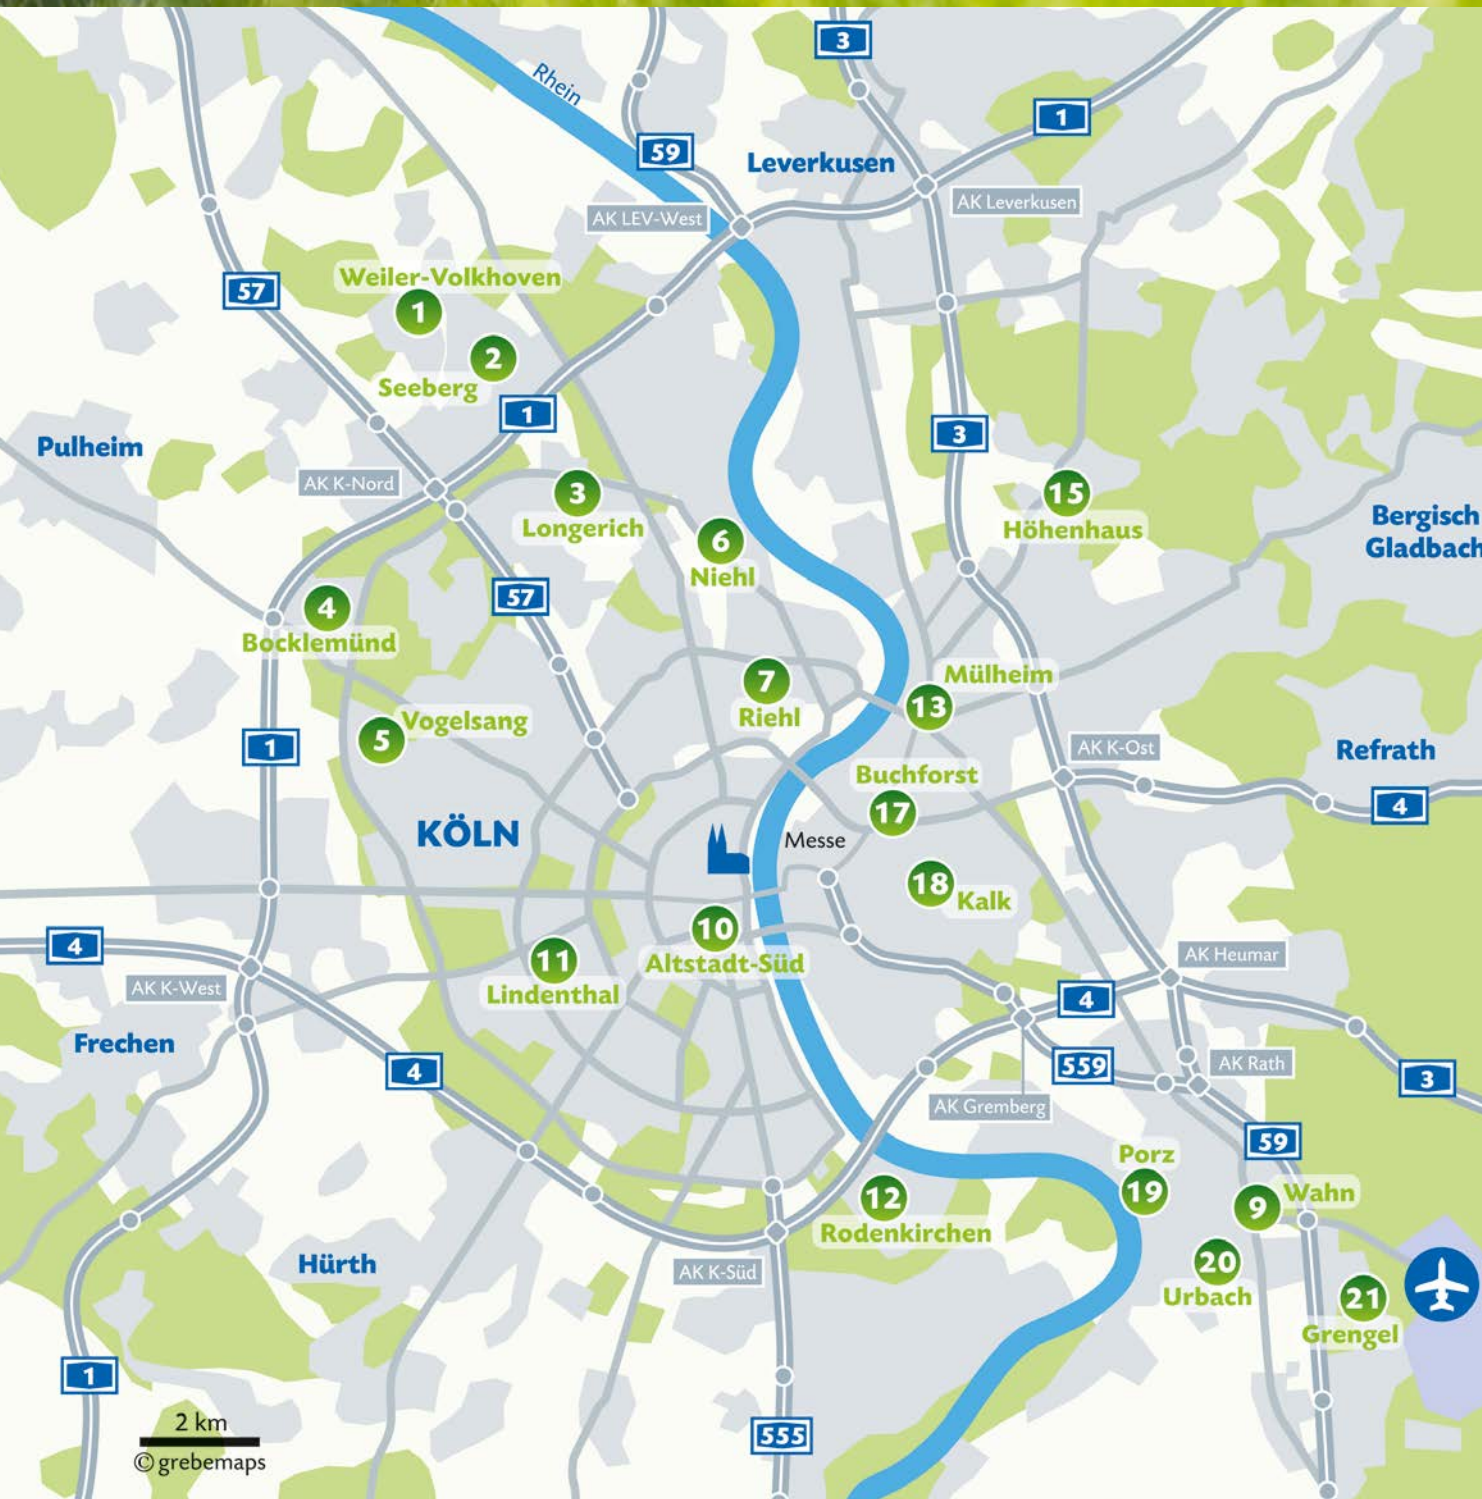 3
Rhein
1
59
Leverkusen
AK Leverkusen
AK LEV-West
57
Weiler-Volkhoven
1
2
Seeberg
1
3
Pulheim
AK K-Nord
3
Longerich
15
Höhenhaus
6
Niehl
Bergisch
Gladbach
57
4
Bocklemünd
7
Riehl
Mülheim
13
5
Vogelsang
1
AK K-Ost
Refrath
4
Buchforst
17
KÖLN
Messe
18
Kalk
10
Altstadt-Süd
4
11
Lindenthal
AK K-West
AK Heumar
4
Frechen
4
559
AK Rath
3
AK Gremberg
59
Porz
19
9
Wahn
12
Rodenkirchen
Hürth
AK K-Süd
20
Urbach
21
Grengel
1
2 km
© grebemaps
555